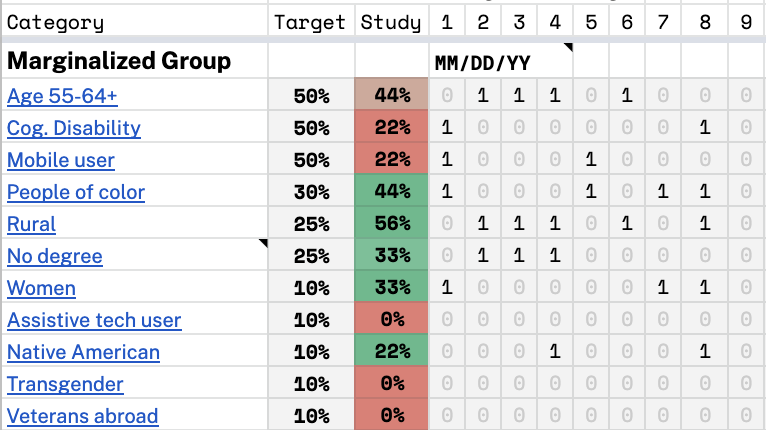 Category Target Study 1 2 3 4 5 6 7 8 9
Marginalized Group MM/DD/YY
Age 55-64+ 50% 44% 0 1 1 1 0 1 0 0 0
Cog. Disability 50% 22% 1 0 0 0 0 0 0 1 0
Mobile user 50% 22% 1 0 0 0 1 0 0 0 0
People of color 30% 44% 1 0 0 0 1 0 1 1 0
Rural 25% 56% 0 1 1 1 0 1 0 1 0
No degree 25% 33% 0 1 1 1 0 0 0 0 0
Women 10% 33% 1 0 0 0 0 0 1 1 0
Assistive tech user 10% 0% 0 0 0 0 0 0 0 0 0
Native American 10% 22% 0 0 0 1 0 0 0 1 0
Transgender 10% 0% 0 0 0 0 0 0 0 0 0
Veterans abroad 10% 0% 0 0 0 0 0 0 0 0 0